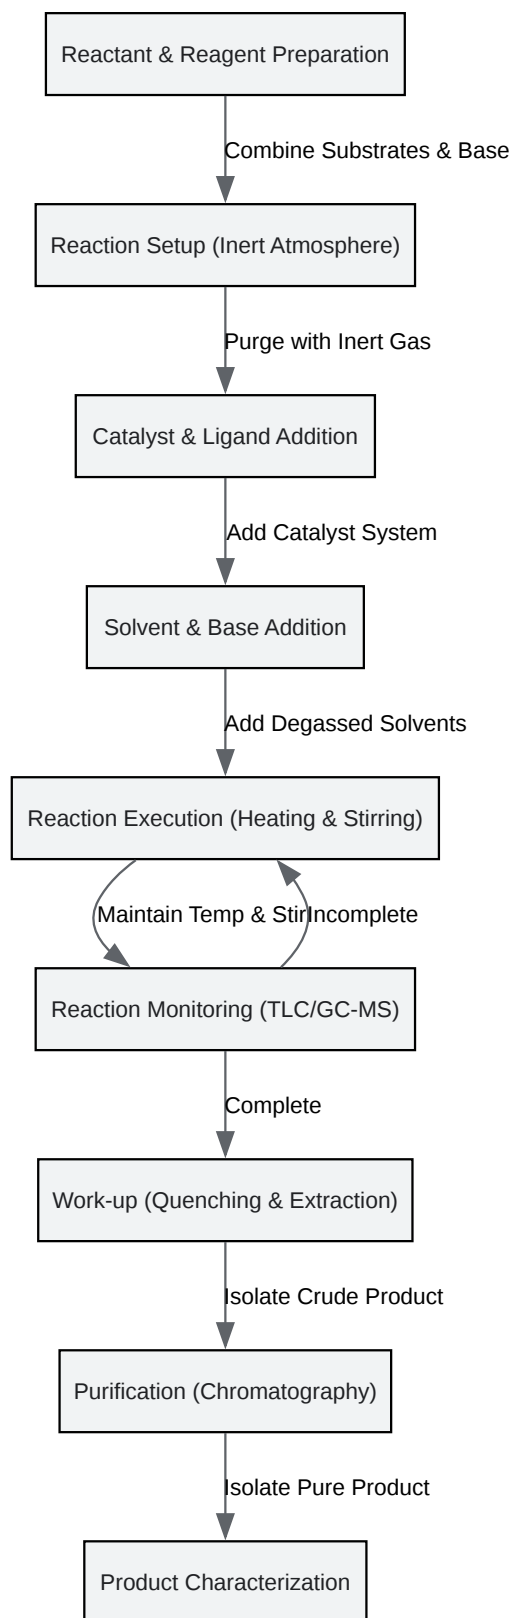 Reactant & Reagent Preparation
Combine Substrates & Base
Reaction Setup (Inert Atmosphere)
Purge with Inert Gas
Catalyst & Ligand Addition
Add Catalyst System
Solvent & Base Addition
Add Degassed Solvents
Reaction Execution (Heating & Stirring)
Maintain Temp & Stir
Incomplete
Reaction Monitoring (TLC/GC-MS)
Complete
Work-up (Quenching & Extraction)
Isolate Crude Product
Purification (Chromatography)
Isolate Pure Product
Product Characterization